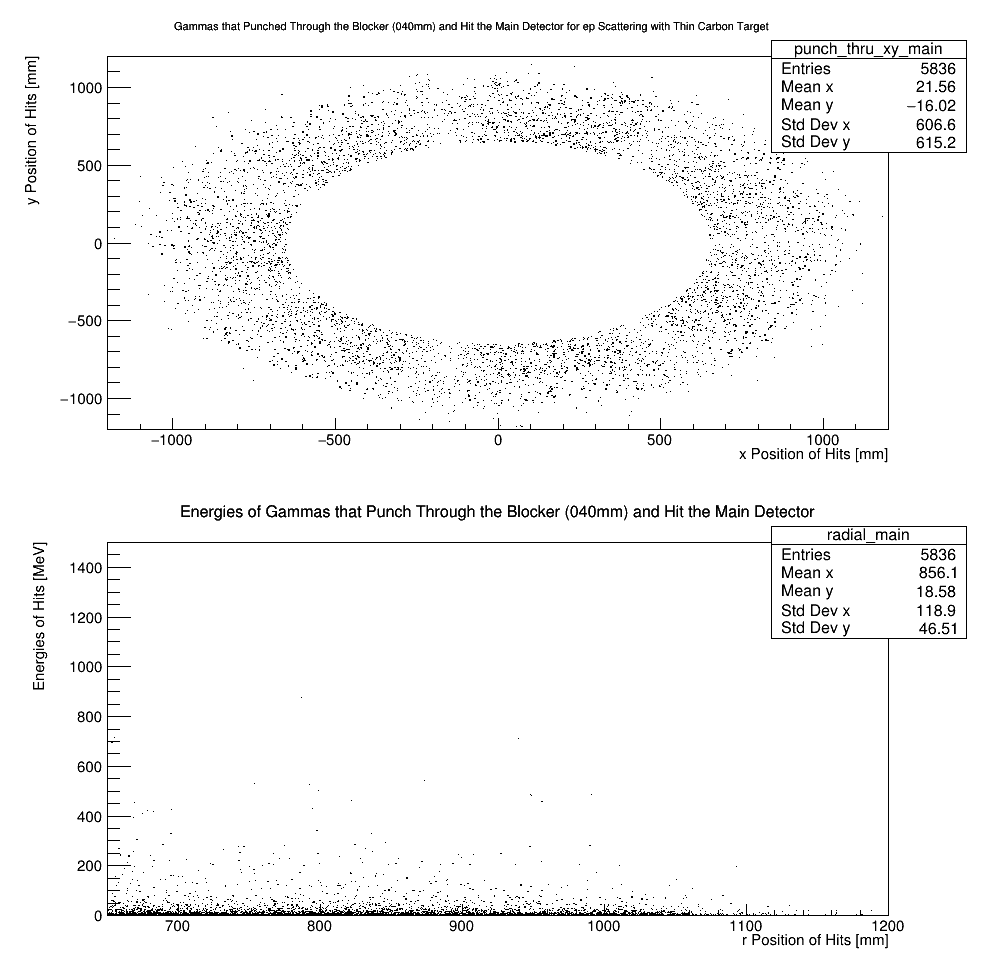 Gammas that Punched Through the Blocker (040mm) and Hit the Main Detector for ep Scattering with Thin Carbon Target
punch_thru_xy_main
Entries 5836
Mean x 21.56
Mean y −16.02
Std Dev x 606.6
Std Dev y 615.2
y Position of Hits [mm]
1000
500
0
−500
−1000
−1000 −500 0 500 1000
x Position of Hits [mm]
Energies of Gammas that Punch Through the Blocker (040mm) and Hit the Main Detector
radial_main
Entries 5836
Mean x 856.1
Mean y 18.58
Std Dev x 118.9
Std Dev y 46.51
Energies of Hits [MeV]
1400
1200
1000
800
600
400
200
0
700 800 900 1000 1100 1200
r Position of Hits [mm]